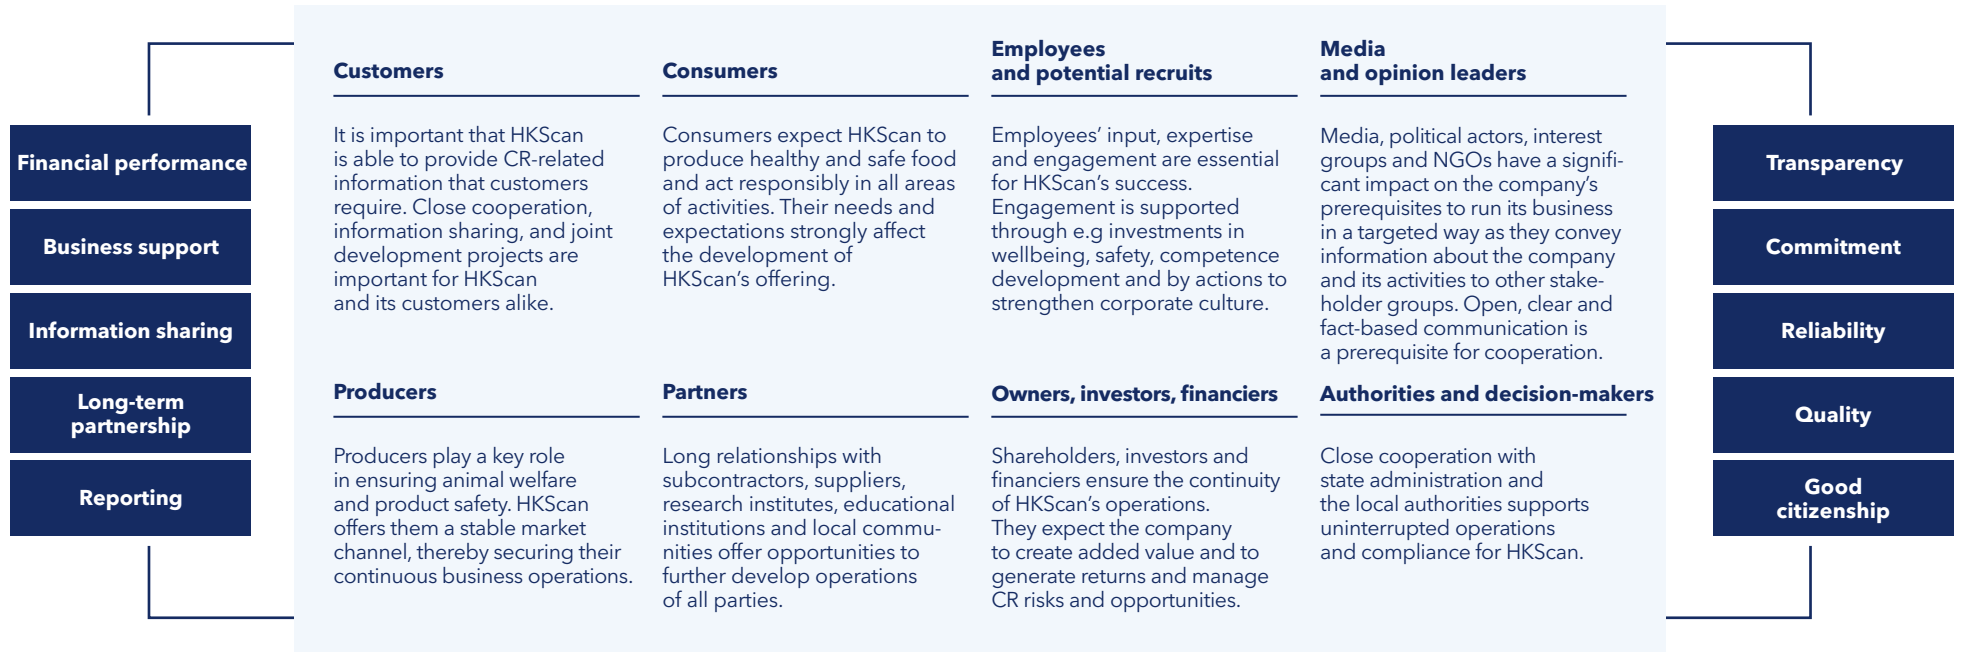 Financial performance
Business support
Information sharing
Long-term
partnership
Reporting
Customers
It is important that HKScan
is able to provide CR-related
information that customers
require. Close cooperation,
information sharing, and joint
development projects are
important for HKScan
and its customers alike.
Consumers
Consumers expect HKScan to
produce healthy and safe food
and act responsibly in all areas
of activities. Their needs and
expectations strongly affect
the development of
HKScan's offering.
Employees
and potential recruits
Employees' input, expertise
and engagement are essential
for HKScan's success.
Engagement is supported
through e.g investments in
wellbeing, safety, competence
development and by actions to
strengthen corporate culture.
Media
and opinion leaders
Media, political actors, interest
groups and NGOs have a signifi-
cant impact on the company's
prerequisites to run its business
in a targeted way as they convey
information about the company
and its activities to other stake-
holder groups. Open, clear and
fact-based communication is
a prerequisite for cooperation.
Producers
Producers play a key role
in ensuring animal welfare
and product safety. HKScan
offers them a stable market
channel, thereby securing their
continuous business operations.
Partners
Long relationships with
subcontractors, suppliers,
research institutes, educational
institutions and local commu-
nities offer opportunities to
further develop operations
of all parties.
Owners, investors, financiers
Shareholders, investors and
financiers ensure the continuity
of HKScan's operations.
They expect the company
to create added value and to
generate returns and manage
CR risks and opportunities.
Authorities and decision-makers
Close cooperation with
state administration and
the local authorities supports
uninterrupted operations
and compliance for HKScan.
Transparency
Commitment
Reliability
Quality
Good
citizenship